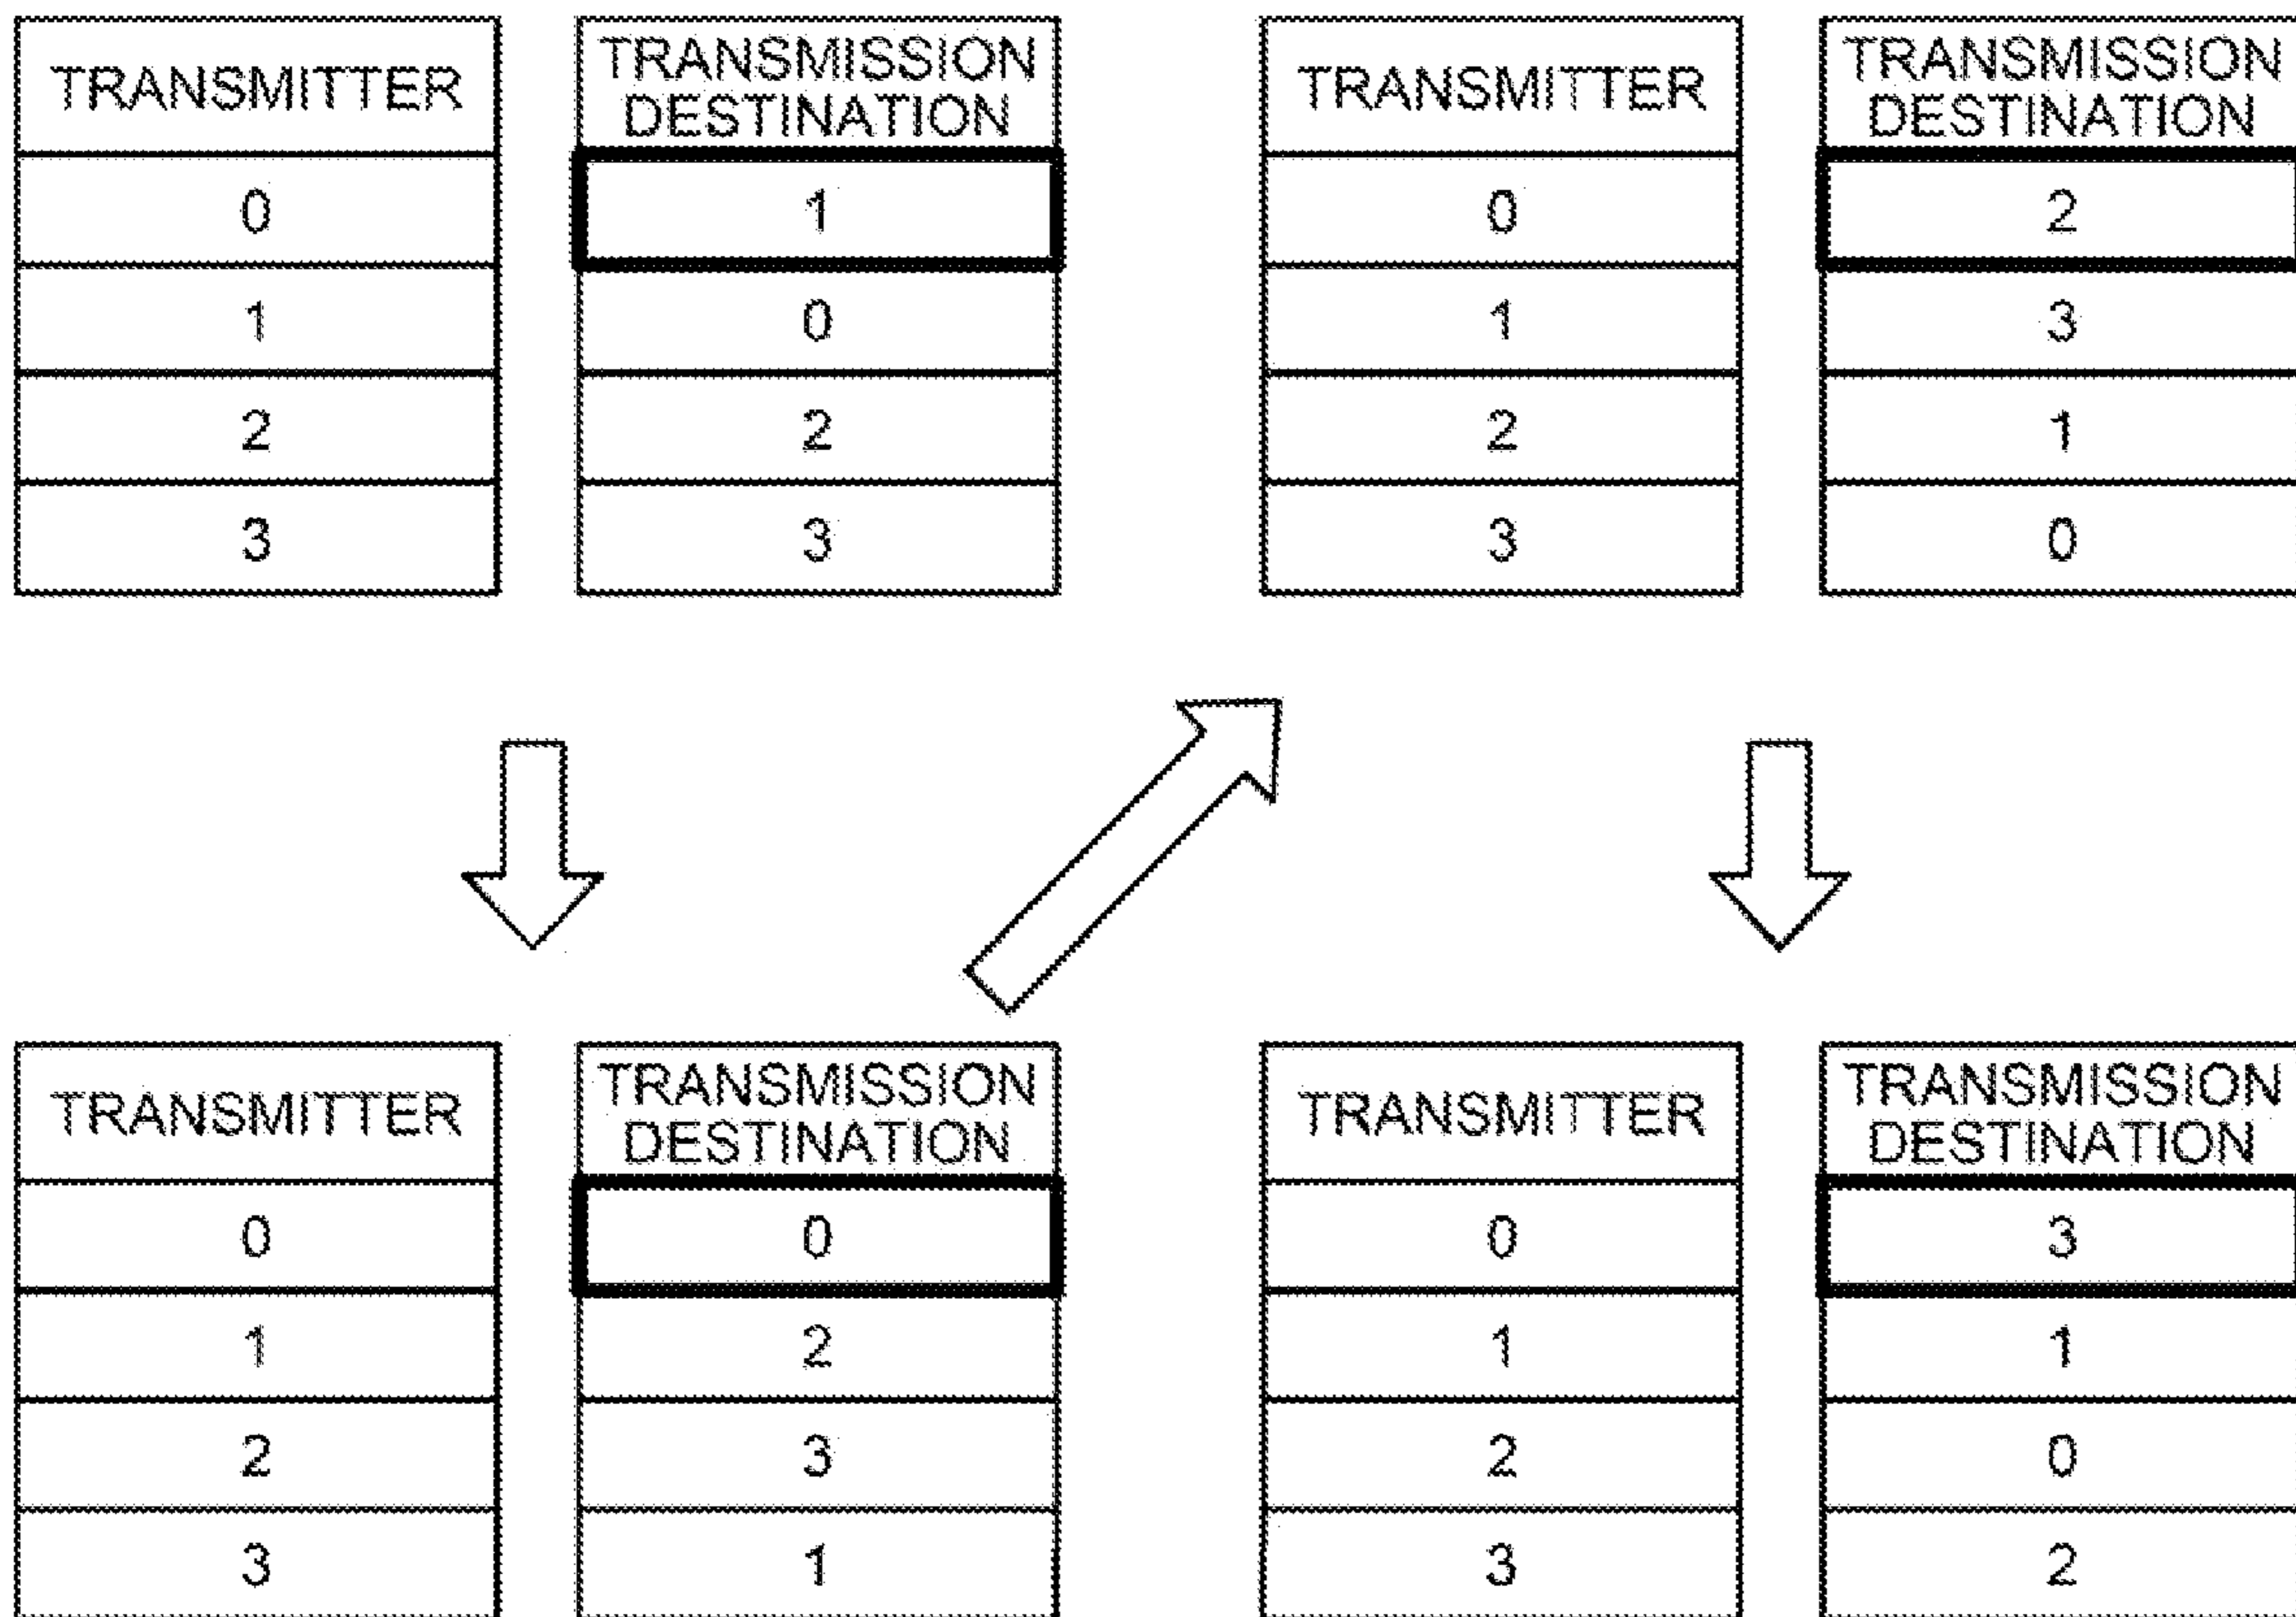 TRANSMITTER
TRANSMISSION
DESTINATION
0
1
1
0
2
2
3
3
TRANSMITTER
TRANSMISSION
DESTINATION
0
2
1
3
2
1
3
0
TRANSMITTER
TRANSMISSION
DESTINATION
0
0
1
2
2
3
3
1
TRANSMITTER
TRANSMISSION
DESTINATION
0
3
1
1
2
0
3
2